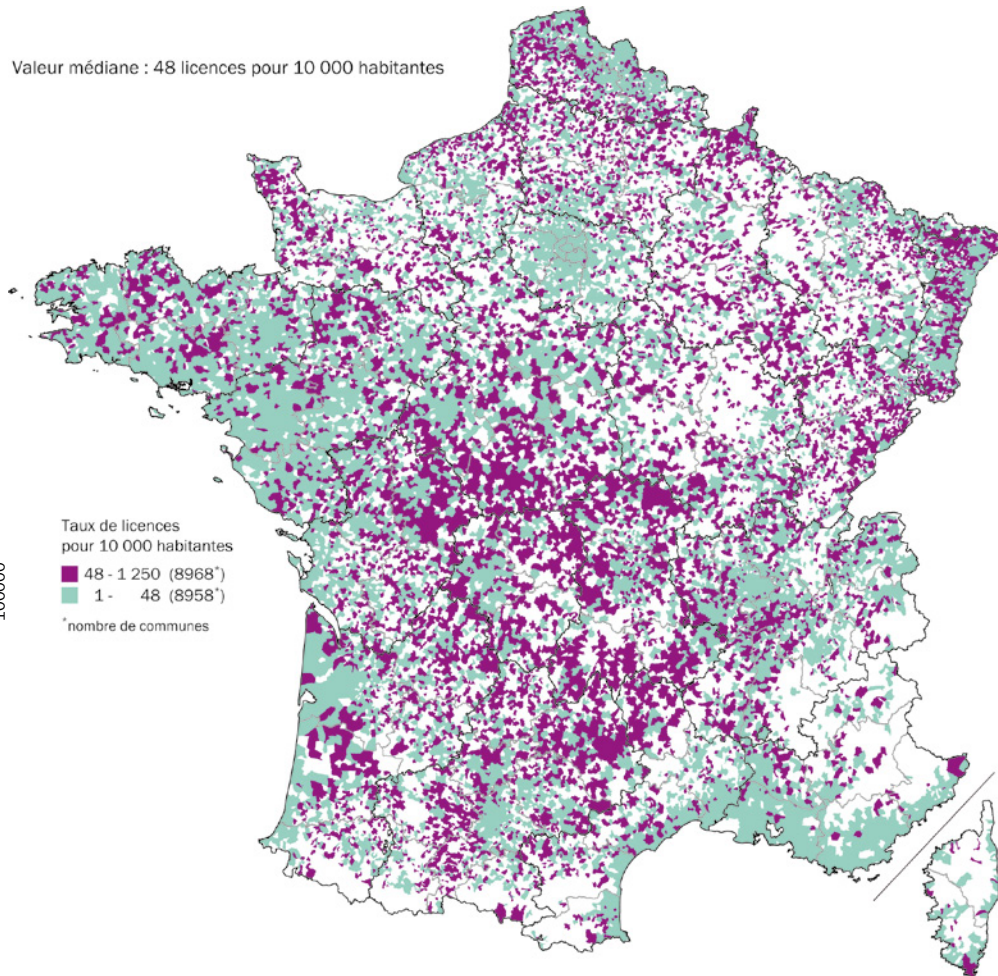 Valeur médiane : 48 licences pour 10 000 habitantes
Taux de licences
pour 10 000 habitantes
48 - 1 250 (8968*)
1 - 48 (8958*)
*nombre de communes
100000